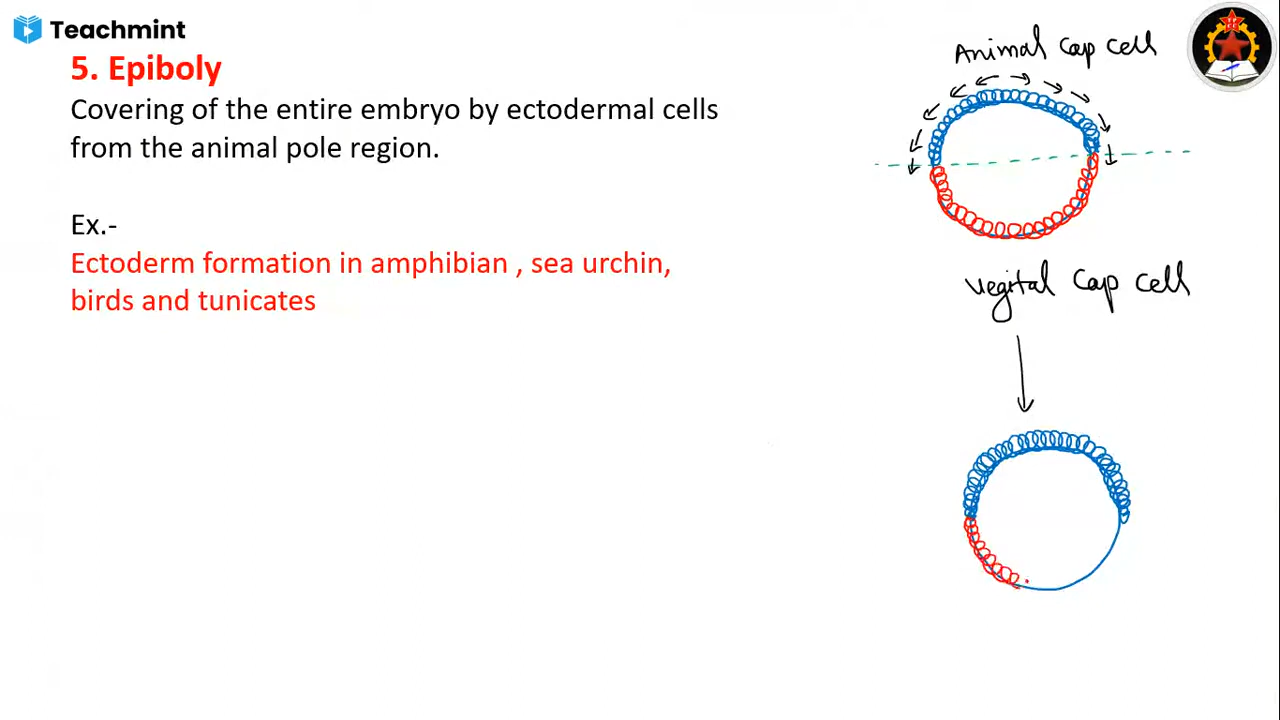 Teachmint
5. Epiboly
Covering of the entire embryo by ectodermal cells
from the animal pole region.
Ex.-
Ectoderm formation in amphibian , sea urchin,
birds and tunicates
Animal Cap cell
Vegital Cap Cell